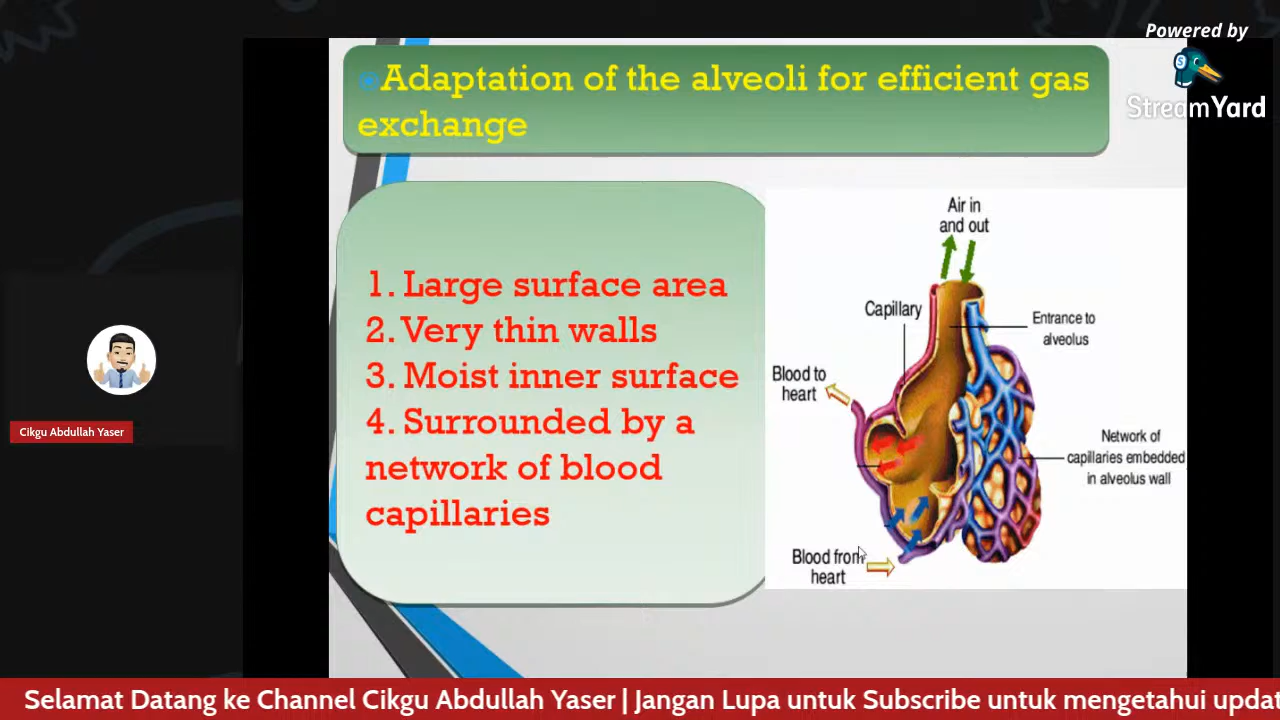 Powered by
StreamYard
Adaptation of the alveoli for efficient gas
exchange
1. Large surface area
2. Very thin walls
3. Moist inner surface
4. Surrounded by a
network of blood
capillaries
Air in
and out
Capillary
Entrance to
alveolus
Blood to
heart
Network of
capillaries embedded
in alveolus wall
Blood from
heart
Cikgu Abdullah Yaser
Selamat Datang ke Channel Cikgu Abdullah Yaser | Jangan Lupa untuk Subscribe untuk mengetahui updat